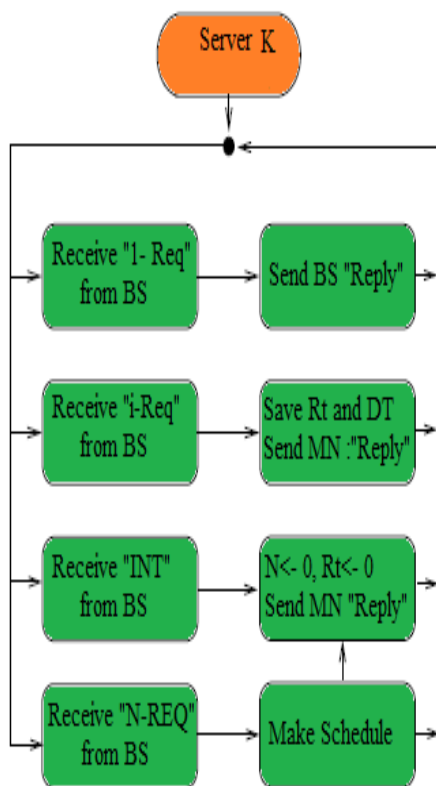 Server K
Receive "1- Req"
from BS
Send BS "Reply"
Receive "i-Req"
from BS
Save Rt and DT
Send MN :"Reply"
Receive "INT"
from BS
N<- 0, Rt<- 0
Send MN "Reply"
Receive "N-REQ"
from BS
Make Schedule